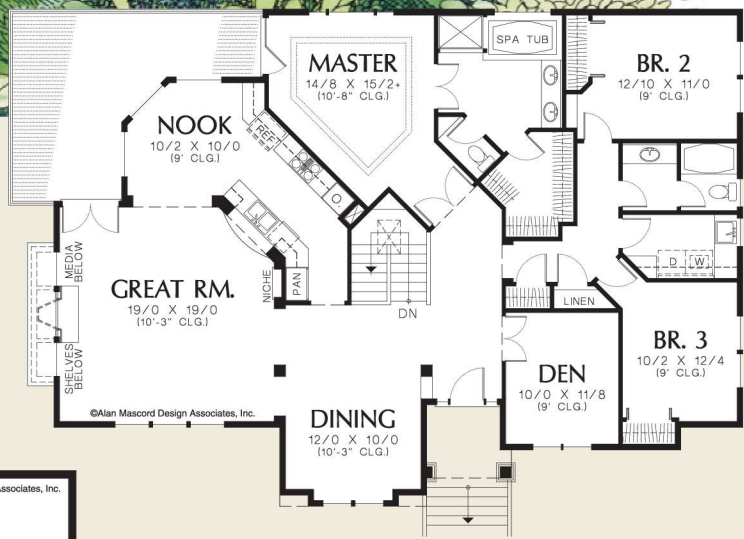 MASTER
14/8 X 15/2+
(10'-8" CLG.)
SPA TUB
BR. 2
12/10 X 11/0
(9' CLG.)
NOOK
10/2 X 10/0
(9' CLG.)
REF.
MEDIA
BELOW
GREAT RM.
19/0 X 19/0
(10'-3" CLG.)
NICHE
PAN
DN
D
W
LINEN
SHELVES
BELOW
BR. 3
10/2 X 12/4
(9' CLG.)
DEN
10/0 X 11/8
(9' CLG.)
©Alan Mascord Design Associates, Inc.
DINING
12/0 X 10/0
(10'-3" CLG.)
Associates, Inc.